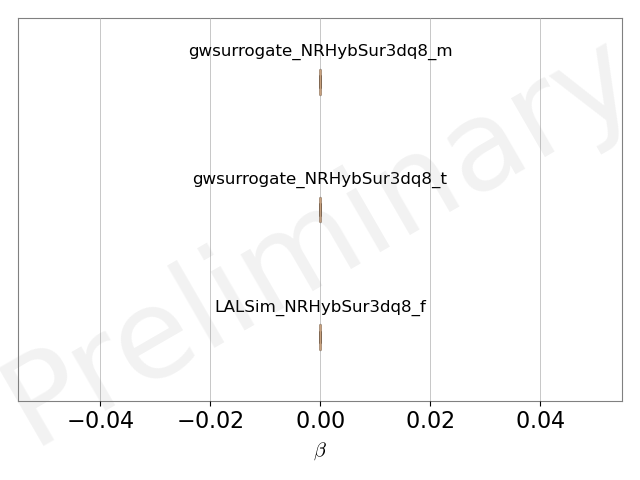 gwsurrogate_NRHybSur3dq8_m
gwsurrogate_NRHybSur3dq8_t
LALSim_NRHybSur3dq8_f
Preliminary
−0.04 −0.02 0.00 0.02 0.04
β